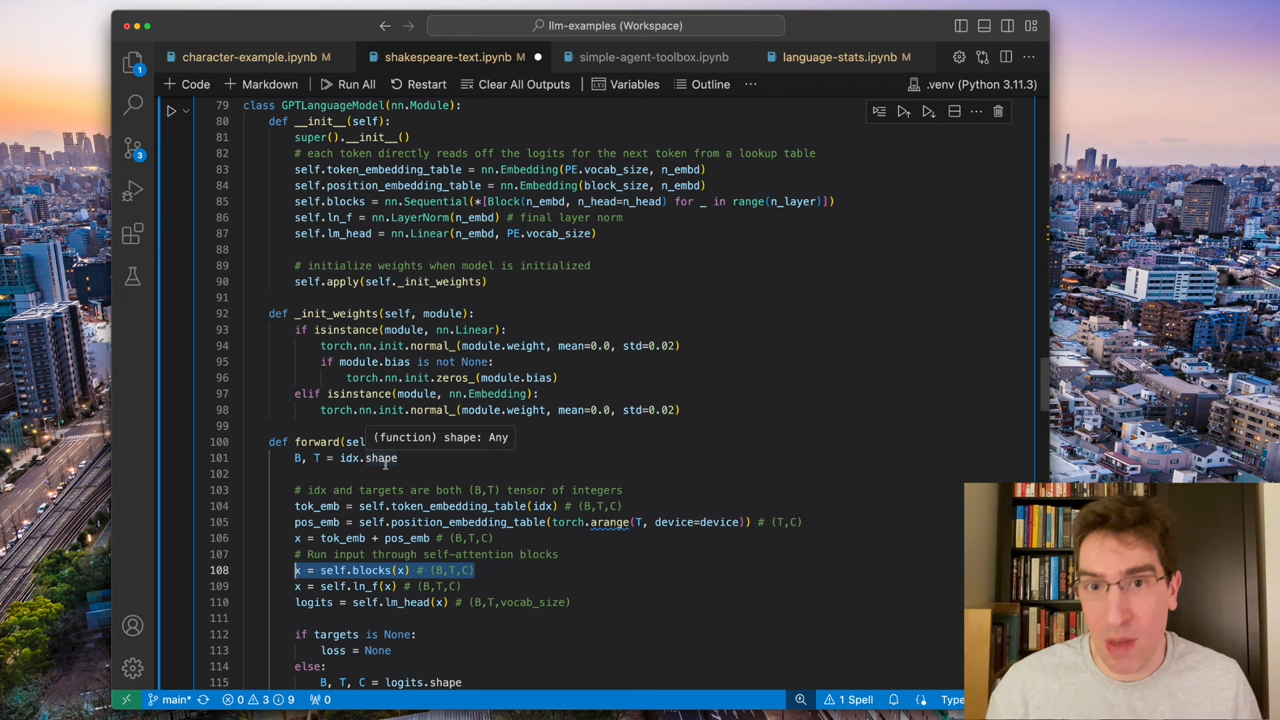 llm-examples (Workspace)
character-example.ipynb M
shakespeare-text.ipynb M
simple-agent-toolbox.ipynb
language-stats.ipynb M
Code
Markdown
Run All
Restart
Clear All Outputs
Variables
Outline
.venv (Python 3.11.3)
1
3
79 class GPTLanguageModel(nn.Module):
80 def __init__(self):
81 super().__init__()
82 # each token directly reads off the logits for the next token from a lookup table
83 self.token_embedding_table = nn.Embedding(PE.vocab_size, n_embd)
84 self.position_embedding_table = nn.Embedding(block_size, n_embd)
85 self.blocks = nn.Sequential(*[Block(n_embd, n_head=n_head) for _ in range(n_layer)])
86 self.ln_f = nn.LayerNorm(n_embd) # final layer norm
87 self.lm_head = nn.Linear(n_embd, PE.vocab_size)
88
89 # initialize weights when model is initialized
90 self.apply(self._init_weights)
91
92 def _init_weights(self, module):
93 if isinstance(module, nn.Linear):
94 torch.nn.init.normal_(module.weight, mean=0.0, std=0.02)
95 if module.bias is not None:
96 torch.nn.init.zeros_(module.bias)
97 elif isinstance(module, nn.Embedding):
98 torch.nn.init.normal_(module.weight, mean=0.0, std=0.02)
99
100 def forward(sel
(function) shape: Any
101 B, T = idx.shape
102
103 # idx and targets are both (B,T) tensor of integers
104 tok_emb = self.token_embedding_table(idx) # (B,T,C)
105 pos_emb = self.position_embedding_table(torch.arange(T, device=device)) # (T,C)
106 x = tok_emb + pos_emb # (B,T,C)
107 # Run input through self-attention blocks
108 x = self.blocks(x) # (B,T,C)
109 x = self.ln_f(x) # (B,T,C)
110 logits = self.lm_head(x) # (B,T,vocab_size)
111
112 if targets is None:
113 loss = None
114 else:
115 B, T, C = logits.shape
main*
0 3 9
0
1 Spell
Type